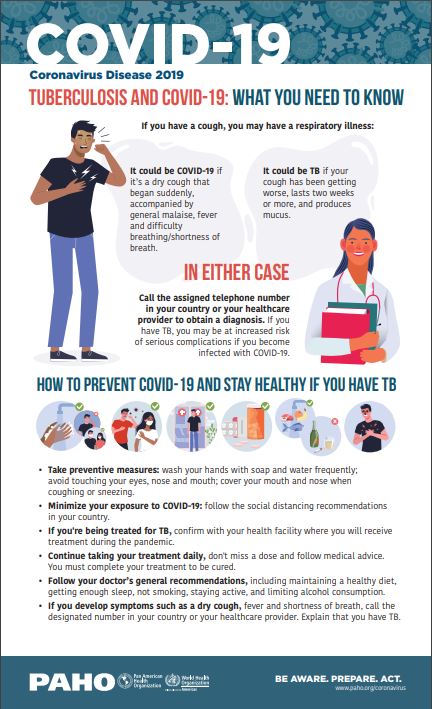 COVID-19
Coronavirus Disease 2019
TUBERCULOSIS AND COVID-19: WHAT YOU NEED TO KNOW
If you have a cough, you may have a respiratory illness:
It could be COVID-19 if
it's a dry cough that
began suddenly,
accompanied by
general malaise, fever
and difficulty
breathing/shortness of
breath.
It could be TB if your
cough has been getting
worse, lasts two weeks
or more, and produces
mucus.
IN EITHER CASE
Call the assigned telephone number
in your country or your healthcare
provider to obtain a diagnosis. If you
have TB, you may be at increased risk
of serious complications if you become
infected with COVID-19.
HOW TO PREVENT COVID-19 AND STAY HEALTHY IF YOU HAVE TB
• Take preventive measures: wash your hands with soap and water frequently;
avoid touching your eyes, nose and mouth; cover your mouth and nose when
coughing or sneezing.
• Minimize your exposure to COVID-19: follow the social distancing recommendations
in your country.
• If you're being treated for TB, confirm with your health facility where you will receive
treatment during the pandemic.
• Continue taking your treatment daily, don't miss a dose and follow medical advice.
You must complete your treatment to be cured.
• Follow your doctor's general recommendations, including maintaining a healthy diet,
getting enough sleep, not smoking, staying active, and limiting alcohol consumption.
• If you develop symptoms such as a dry cough, fever and shortness of breath, call the
designated number in your country or your healthcare provider. Explain that you have TB.
PAHO
Pan American
Health
Organization
World Health
Organization
BE AWARE. PREPARE. ACT.
www.paho.org/coronavirus